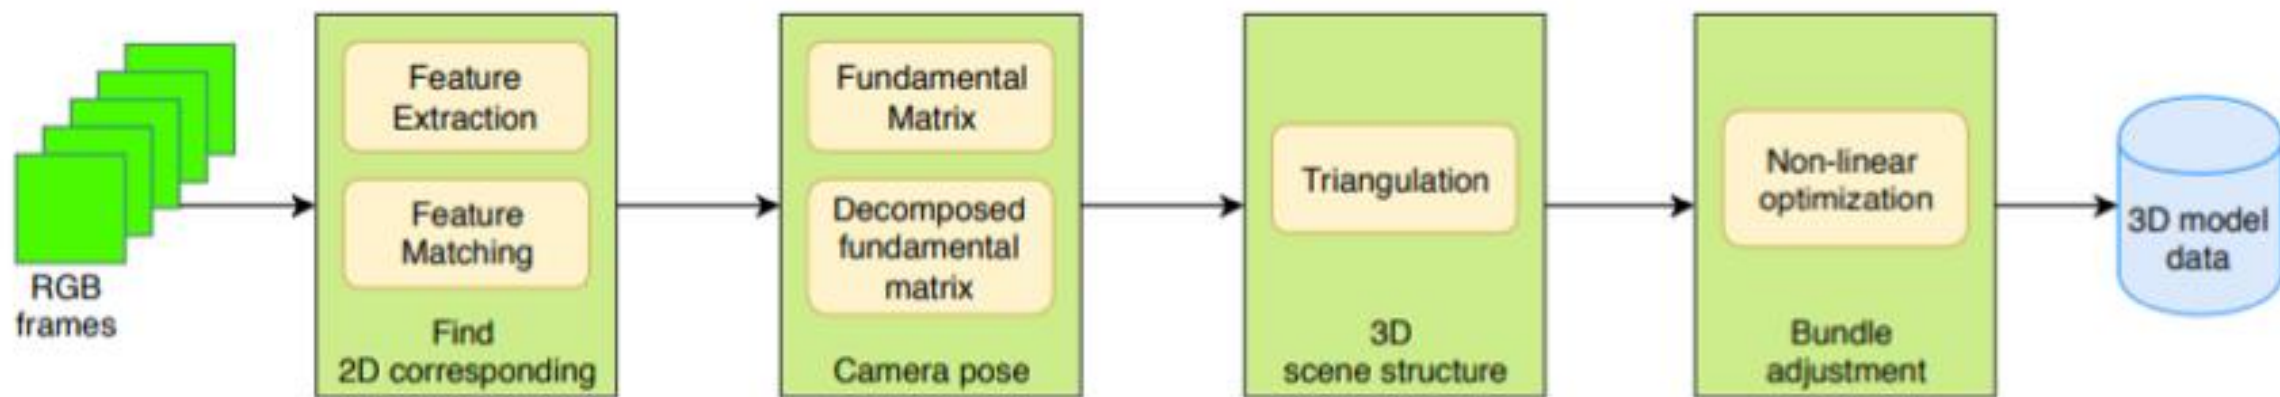 RGB
frames
Feature
Extraction
Feature
Matching
Find
2D corresponding
Fundamental
Matrix
Decomposed
fundamental
matrix
Camera pose
Triangulation
3D
scene structure
Non-linear
optimization
Bundle
adjustment
3D model
data